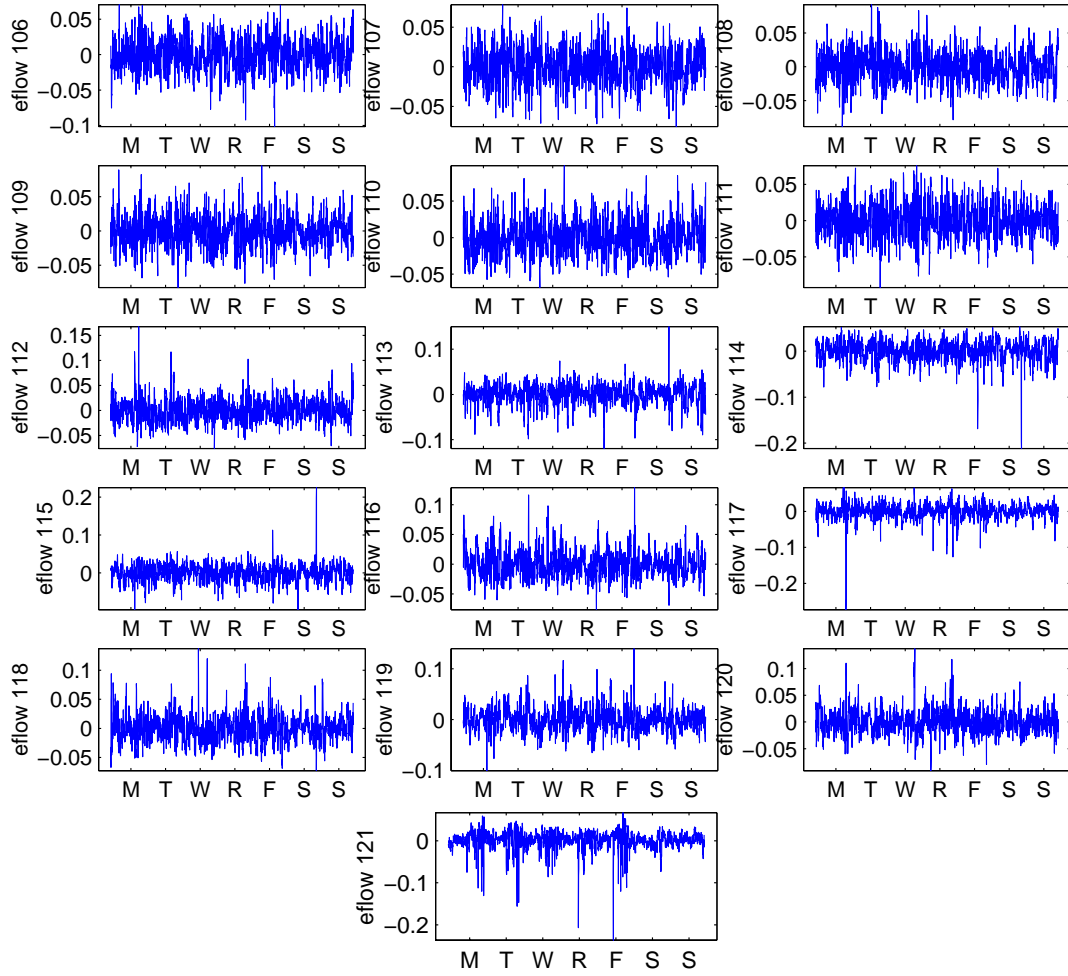 0.05
0
−0.05
−0.1
eflow 106
M T W R F S S
0.05
0
−0.05
eflow 107
M T W R F S S
0.05
0
−0.05
eflow 108
M T W R F S S
0.05
0
−0.05
eflow 109
M T W R F S S
0.05
0
−0.05
eflow 110
M T W R F S S
0.05
0
−0.05
eflow 111
M T W R F S S
0.15
0.1
0.05
0
−0.05
eflow 112
M T W R F S S
0.1
0
−0.1
eflow 113
M T W R F S S
0
−0.1
−0.2
eflow 114
M T W R F S S
0.2
0.1
0
eflow 115
M T W R F S S
0.1
0.05
0
−0.05
eflow 116
M T W R F S S
0
−0.1
−0.2
eflow 117
M T W R F S S
0.1
0.05
0
−0.05
eflow 118
M T W R F S S
0.1
0
−0.1
eflow 119
M T W R F S S
0.1
0.05
0
−0.05
eflow 120
M T W R F S S
0
−0.1
−0.2
eflow 121
M T W R F S S